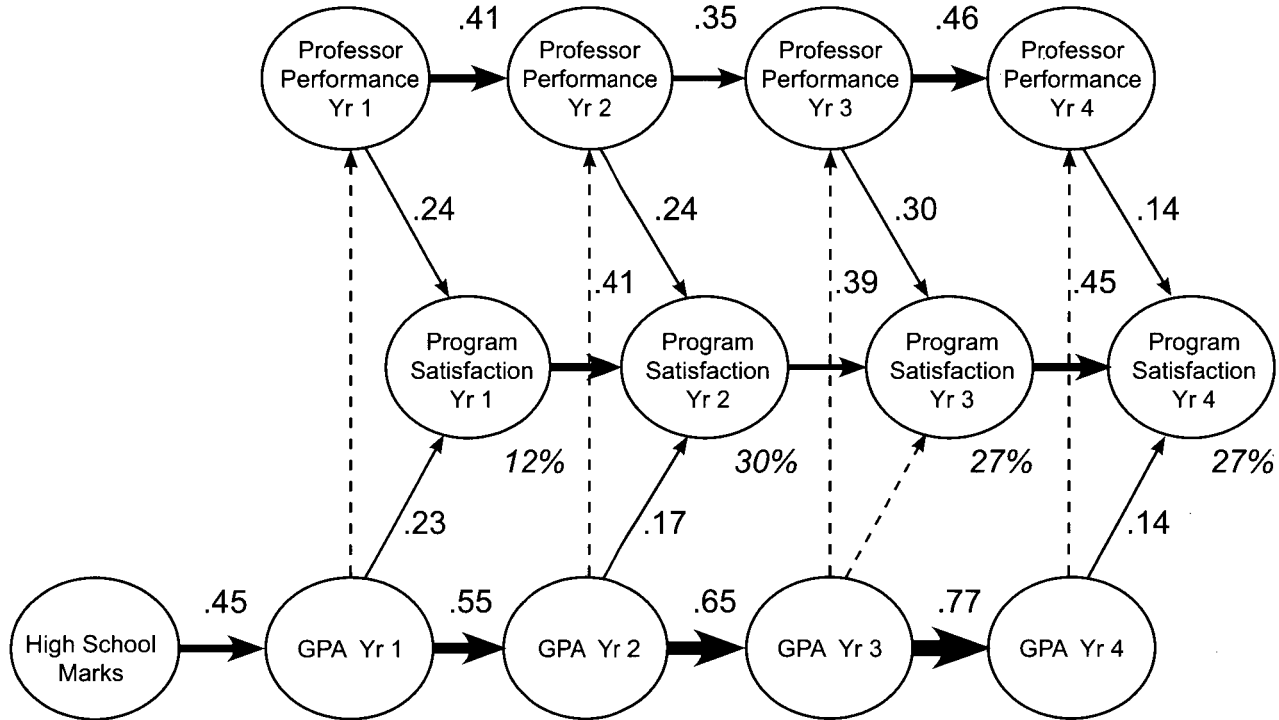 .41
.35
.46
Professor
Performance
Yr 1
Professor
Performance
Yr 2
Professor
Performance
Yr 3
Professor
Performance
Yr 4
.24
.24
.30
.14
.41
.39
.45
Program
Satisfaction
Yr 1
Program
Satisfaction
Yr 2
Program
Satisfaction
Yr 3
Program
Satisfaction
Yr 4
12%
30%
27%
27%
.23
.17
.14
.45
.55
.65
.77
High School
Marks
GPA Yr 1
GPA Yr 2
GPA Yr 3
GPA Yr 4